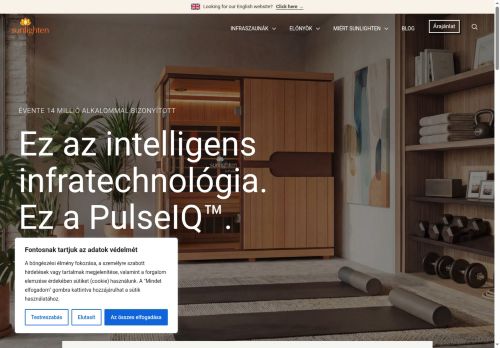 Looking for our English website? Click here ...
sunlighten
INFRASZAUNÁK
ELŐNYÖK
MIÉRT SUNLIGHTEN
BLOG
Árajánlat
ÉVENTE 14 MILLIÓ ALKALOMMAL BIZONYÍTOTT
Ez az intelligens
infratechnológia.
Ez a PulseIQ™.
sunlighten
Fontosnak tartjuk az adatok védelmét
A böngészési élmény fokozása, a személyre szabott
hirdetések vagy tartalmak megjelenítése, valamint a forgalom
elemzése érdekében sütiket (cookie) használunk. A "Mindet
elfogadom" gombra kattintva hozzájárulhat a sütik
használatához.
Testreszabás
Elutasít
Az összes elfogadása